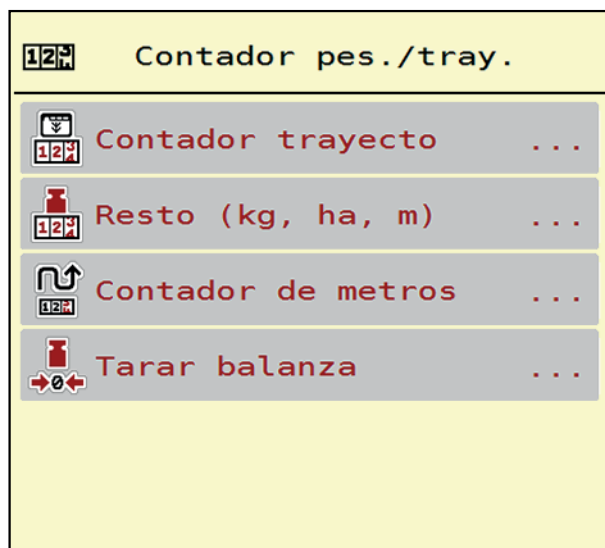 Contador pes./tray.
Contador trayecto ...
Resto (kg, ha, m) ...
Contador de metros ...
Tarar balanza ...